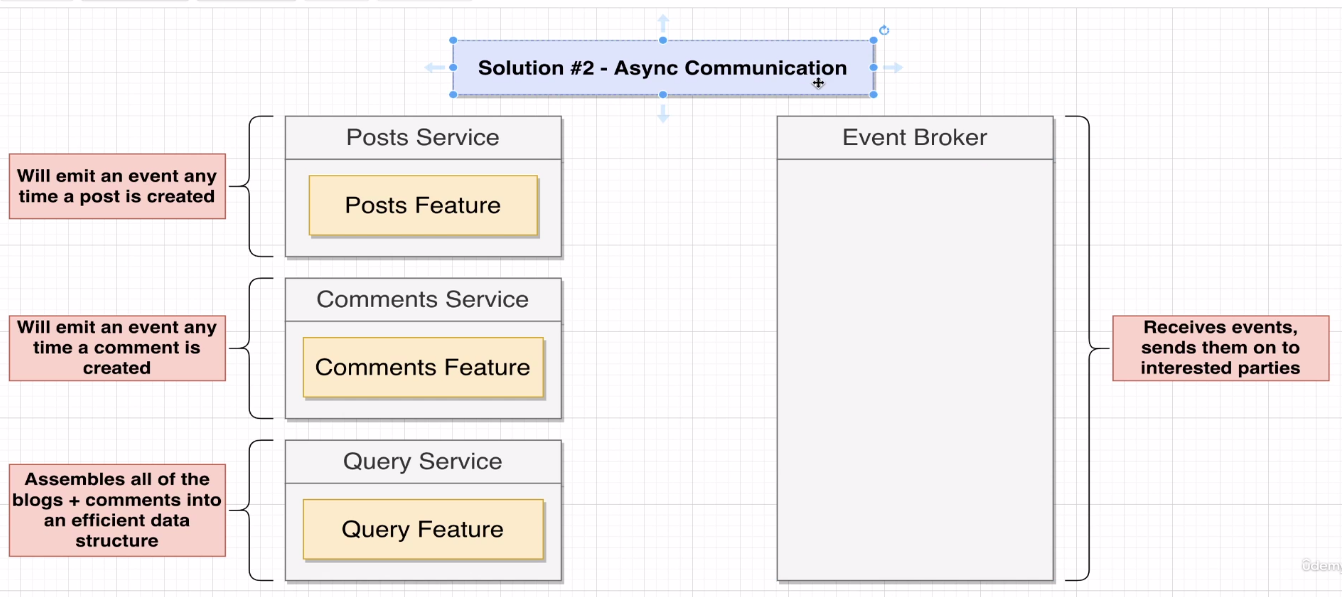 Solution #2 - Async Communication
Posts Service
Event Broker
Will emit an event any
time a post is created
Posts Feature
Comments Service
Will emit an event any
time a comment is
created
Comments Feature
Receives events,
sends them on to
interested parties
Query Service
Assembles all of the
blogs + comments into
an efficient data
structure
Query Feature